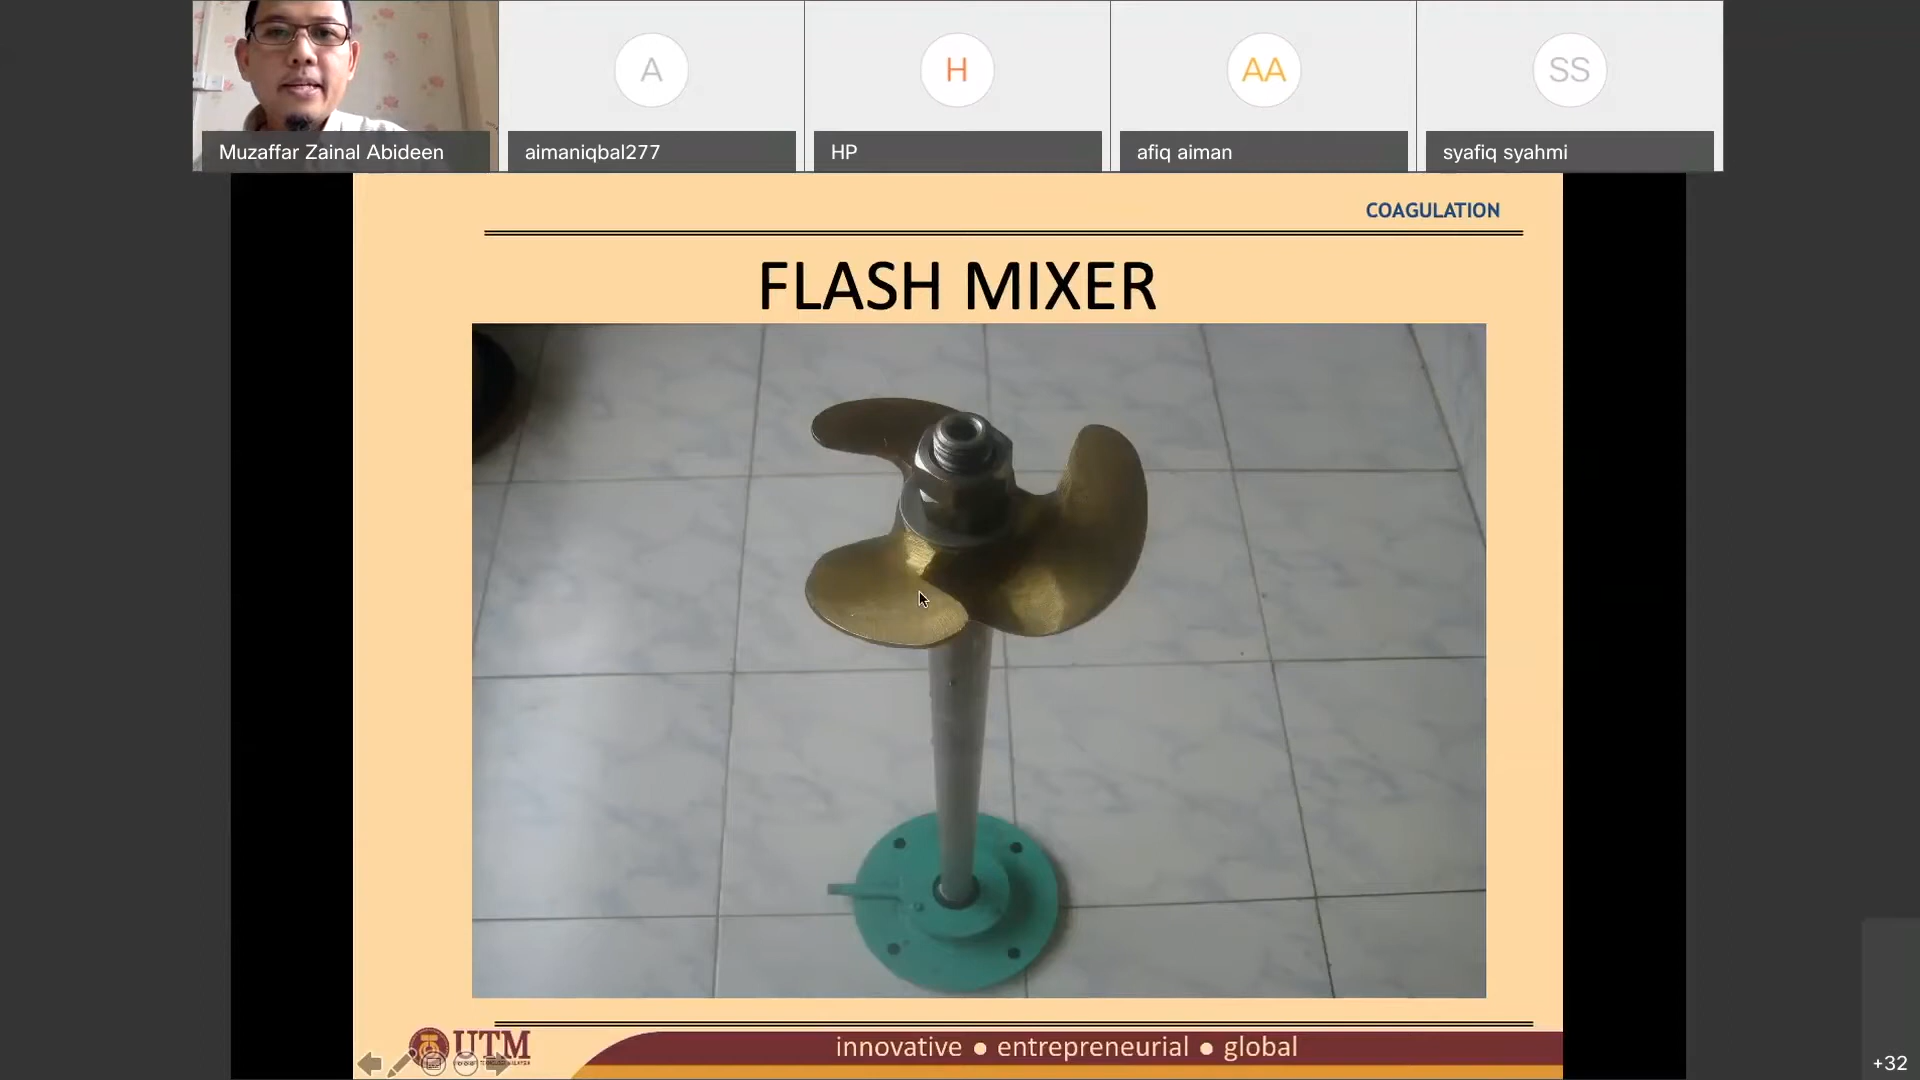 A
H
AA
SS
Muzaffar Zainal Abideen
aimaniqbal277
HP
afiq aiman
syafiq syahmi
COAGULATION
FLASH MIXER
UTM
innovative ● entrepreneurial ● global
+32